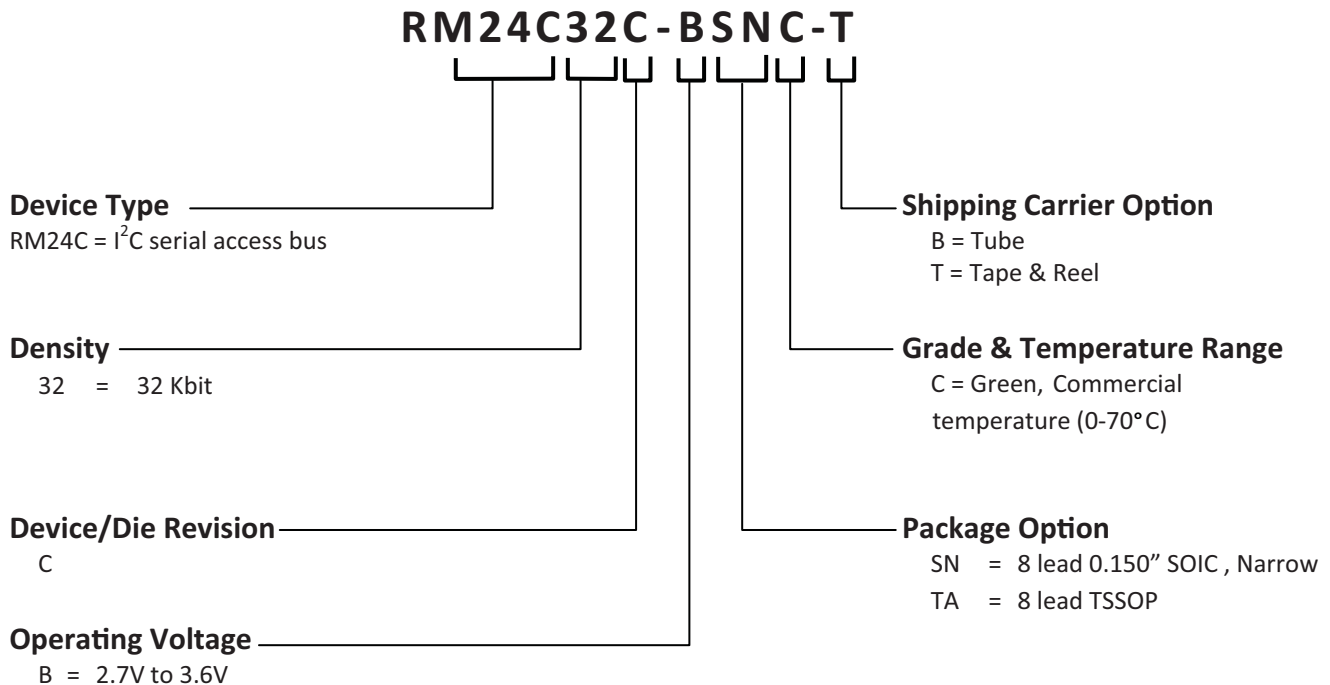 RM24C32C-BSNC-T
Device Type
RM24C = I²C serial access bus
Density
32 = 32 Kbit
Device/Die Revision
C
Operating Voltage
B = 2.7V to 3.6V
Shipping Carrier Option
B = Tube
T = Tape & Reel
Grade & Temperature Range
C = Green, Commercial
temperature (0-70°C)
Package Option
SN = 8 lead 0.150” SOIC , Narrow
TA = 8 lead TSSOP